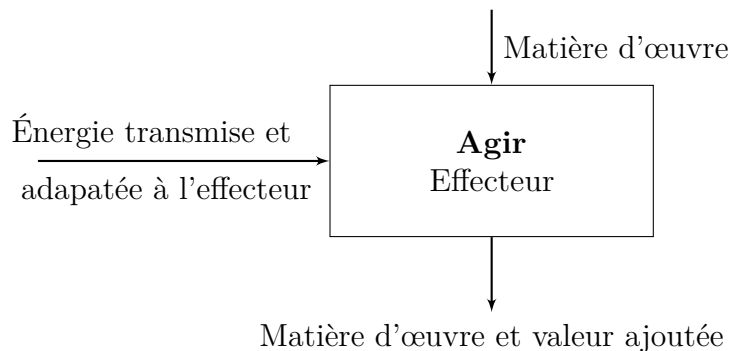 Matière d'œuvre
Énergie transmise et
adapatée à l'effecteur
Agir
Effecteur
Matière d'œuvre et valeur ajoutée